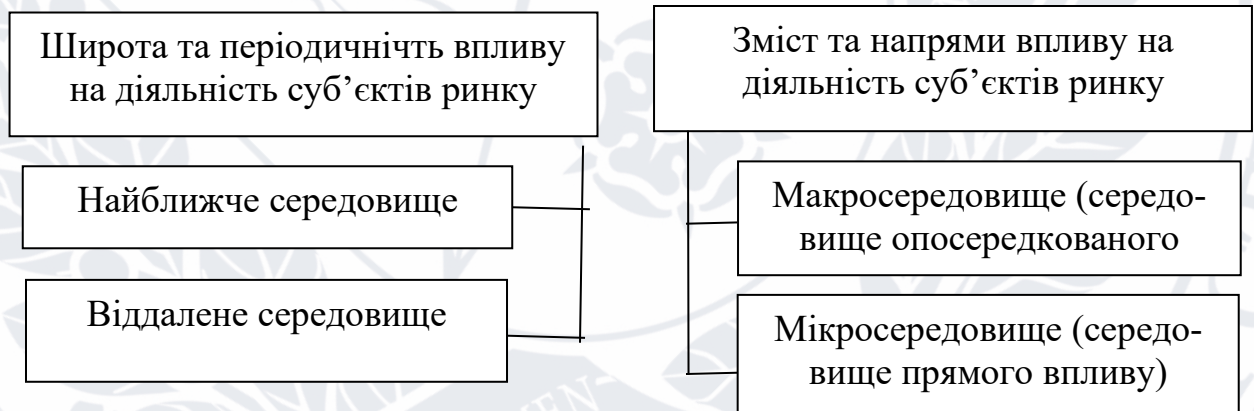 Широта та періодичнічть впливу
на діяльність суб’єктів ринку
Найближче середовище
Віддалене середовище
Зміст та напрями впливу на
діяльність суб’єктів ринку
Макросередовище (середо-
вище опосередкованого
Мікросередовище (середо-
вище прямого впливу)